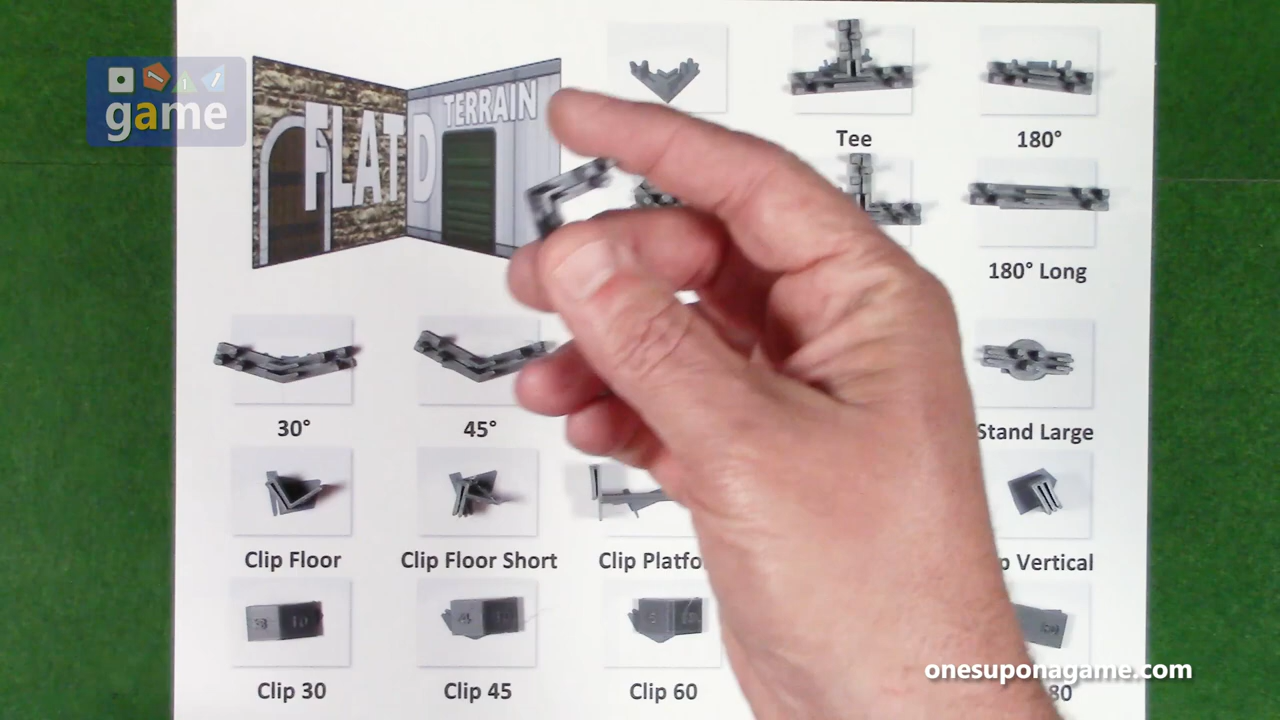 game
FLAT D TERRAIN
Tee
180°
180° Long
30°
45°
Stand Large
Clip Floor
Clip Floor Short
Clip Platfo
p Vertical
Clip 30
Clip 45
Clip 60
80
onesuponagame.com